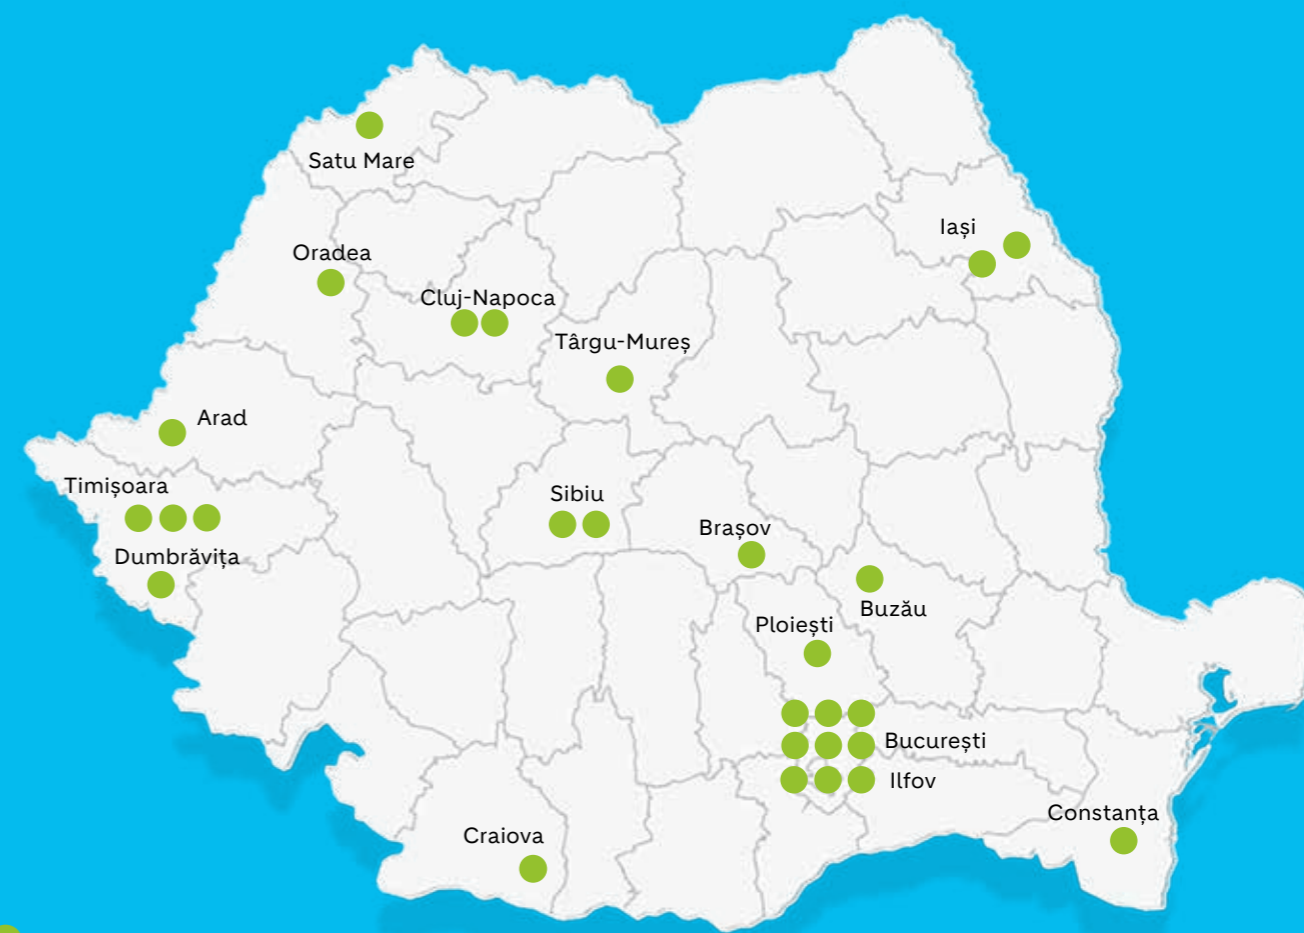 Satu Mare
Iași
Oradea
Cluj-Napoca
Târgu-Mureș
Arad
Timișoara
Sibiu
Brașov
Dumbrăvița
Buzău
Ploiești
București
Ilfov
Constanța
Craiova